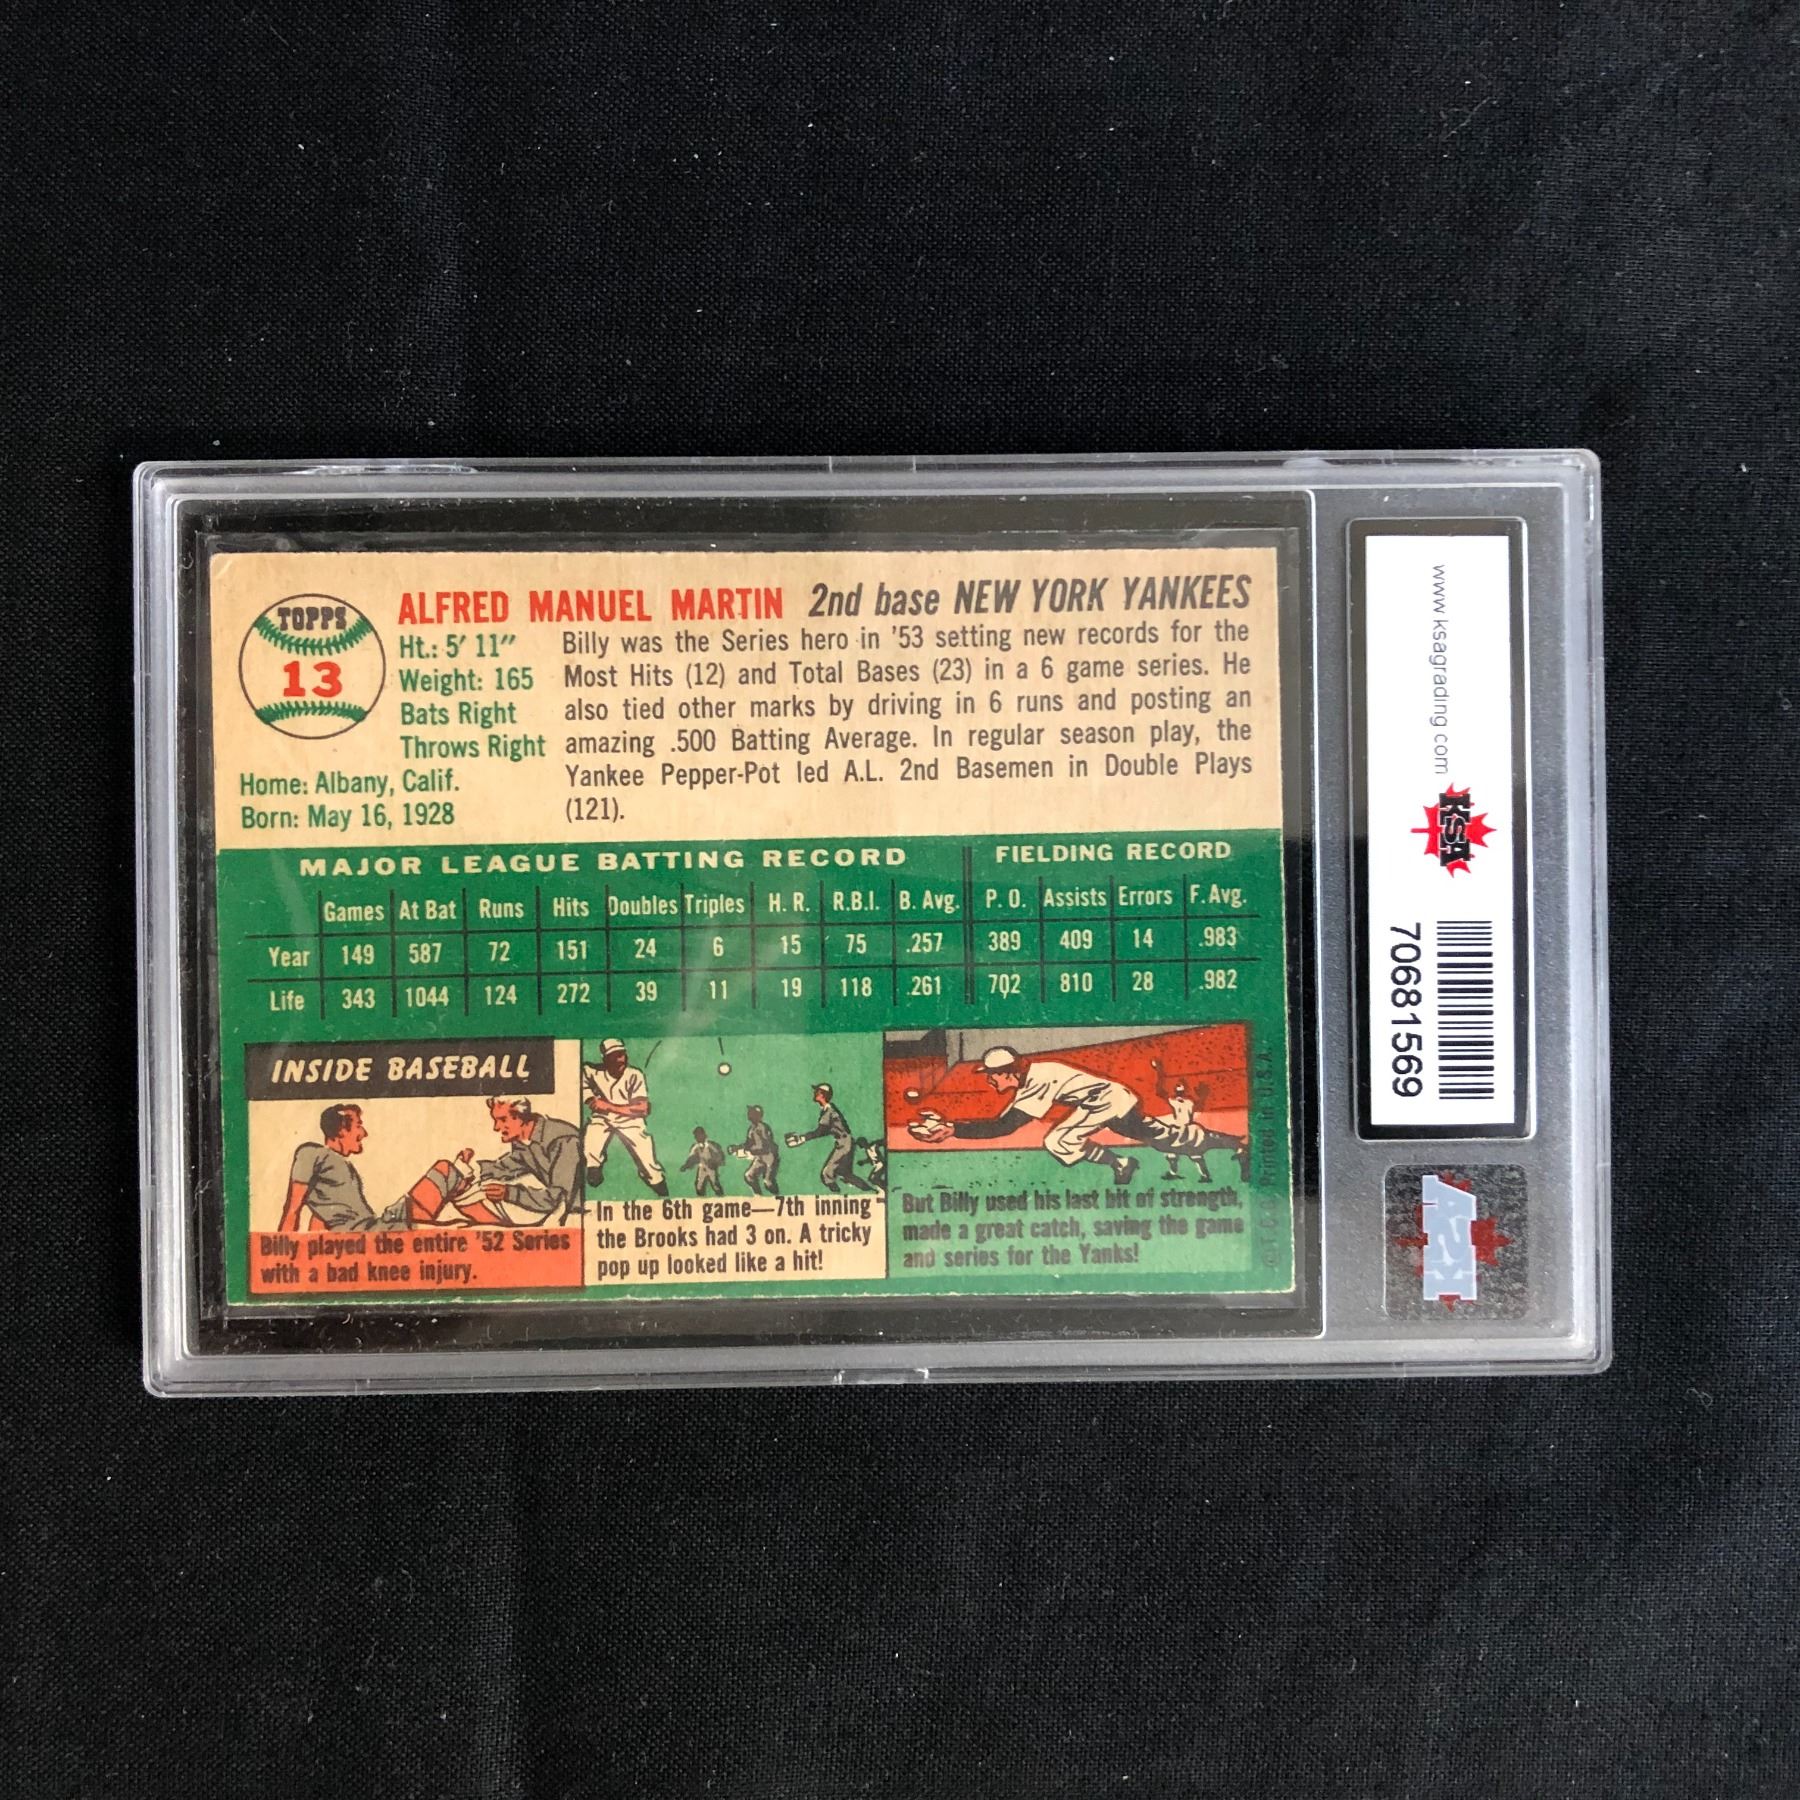 TOPPS
13
ALFRED MANUEL MARTIN 2nd base NEW YORK YANKEES
Ht.: 5' 11"
Weight: 165
Bats Right
Throws Right
Home: Albany, Calif.
Born: May 16, 1928
Billy was the Series hero in '53 setting new records for the
Most Hits (12) and Total Bases (23) in a 6 game series. He
also tied other marks by driving in 6 runs and posting an
amazing .500 Batting Average. In regular season play, the
Yankee Pepper-Pot led A.L. 2nd Basemen in Double Plays
(121).
MAJOR LEAGUE BATTING RECORD FIELDING RECORD
Games At Bat Runs Hits Doubles Triples H. R. R.B.I. B. Avg. P. O. Assists Errors F. Avg.
Year 149 587 72 151 24 6 15 75 .257 389 409 14 .983
Life 343 1044 124 272 39 11 19 118 .261 702 810 28 .982
INSIDE BASEBALL
Billy played the entire '52 Series
with a bad knee injury.
In the 6th game—7th inning
the Brooks had 3 on. A tricky
pop up looked like a hit!
But Billy used his last bit of strength,
made a great catch, saving the game
and series for the Yanks!
© T.C.G. Printed in U.S.A.
www.ksagrading.com
KSA
70681569
KSA